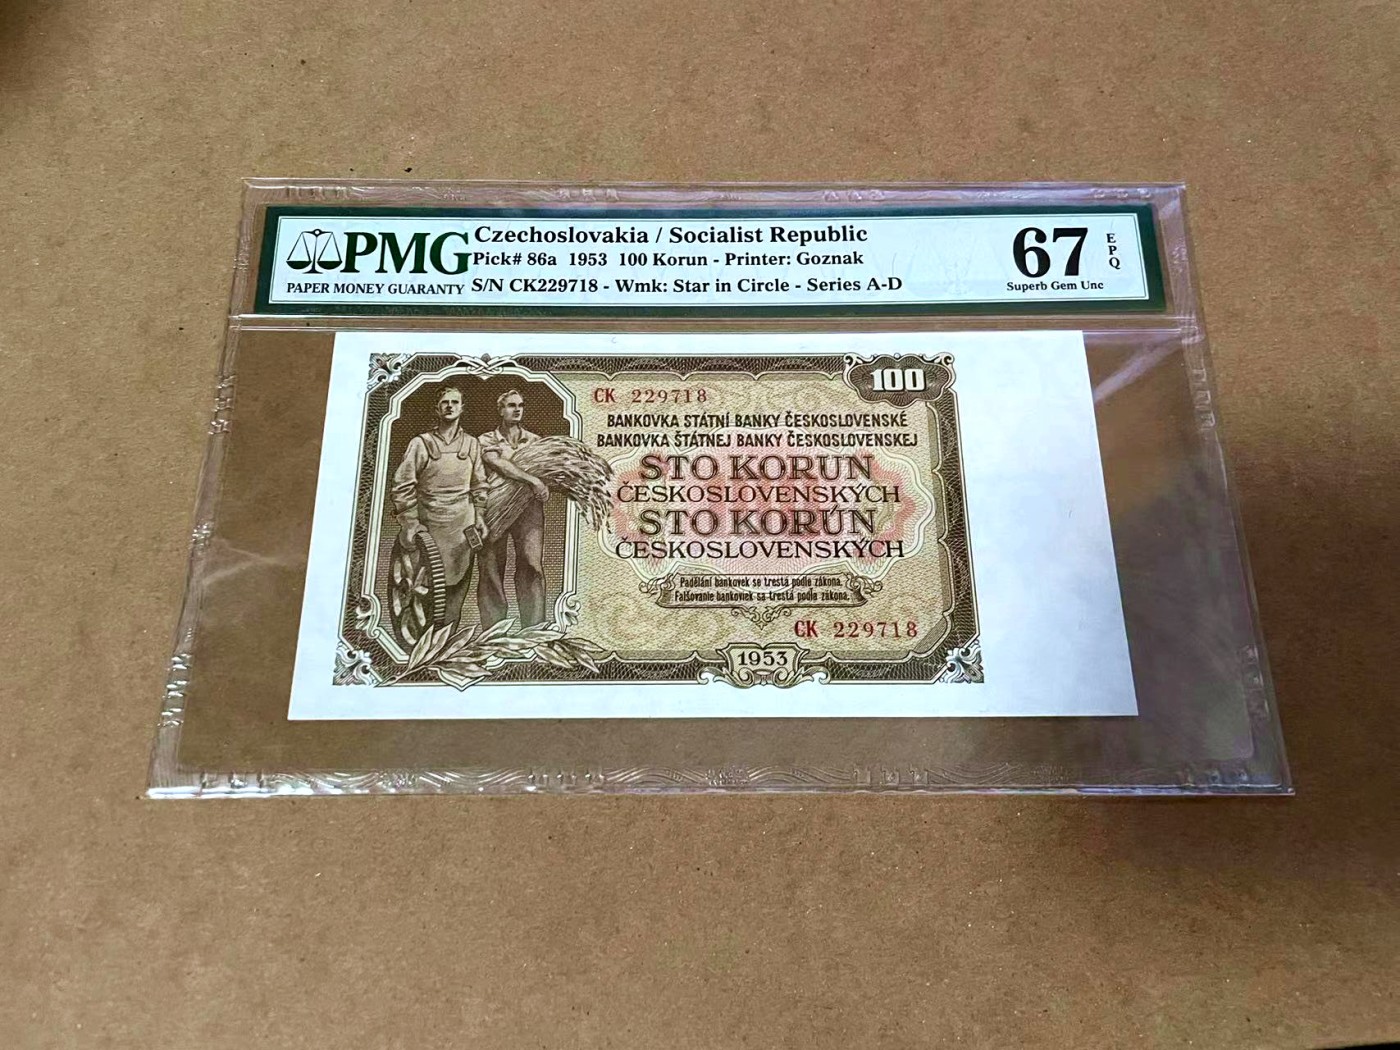 PMG
PAPER MONEY GUARANTY
Czechoslovakia / Socialist Republic
Pick# 86a 1953 100 Korun - Printer: Goznak
S/N CK229718 - Wmk: Star in Circle - Series A-D
67
EPQ
Superb Gem Unc
100
CK 229718
BANKOVKA STÁTNÍ BANKY ČESKOSLOVENSKÉ
BANKOVKA ŠTÁTNEJ BANKY ČESKOSLOVENSKEJ
STO KORUN
ČESKOSLOVENSKÝCH
STO KORÚN
ČESKOSLOVENSKÝCH
Padělání bankovek se trestá podle zákona.
Falšovanie bankoviek sa trestá podľa zákona.
CK 229718
1953